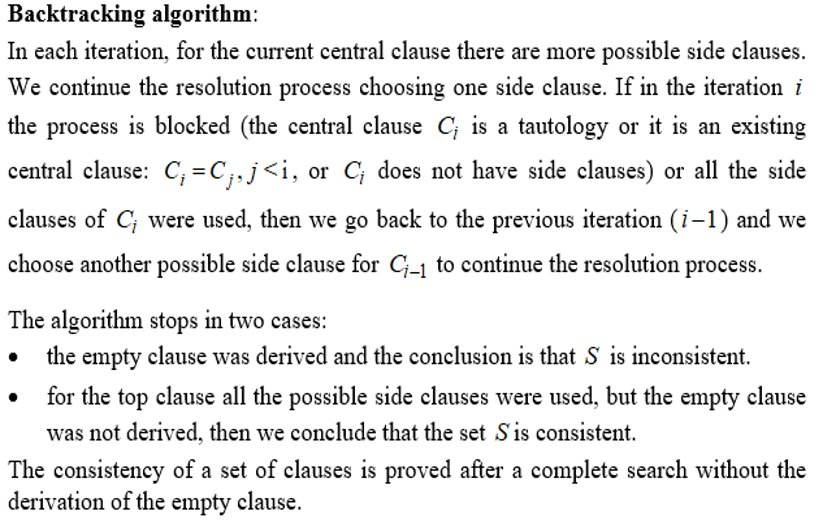 Backtracking algorithm:
In each iteration, for the current central clause there are more possible side clauses.
We continue the resolution process choosing one side clause. If in the iteration i
the process is blocked (the central clause Cᵢ is a tautology or it is an existing
central clause: Cᵢ =Cⱼ, j<i, or Cᵢ does not have side clauses) or all the side
clauses of Cᵢ were used, then we go back to the previous iteration (i−1) and we
choose another possible side clause for Cᵢ₋₁ to continue the resolution process.
The algorithm stops in two cases:
• the empty clause was derived and the conclusion is that S is inconsistent.
• for the top clause all the possible side clauses were used, but the empty clause
was not derived, then we conclude that the set S is consistent.
The consistency of a set of clauses is proved after a complete search without the
derivation of the empty clause.